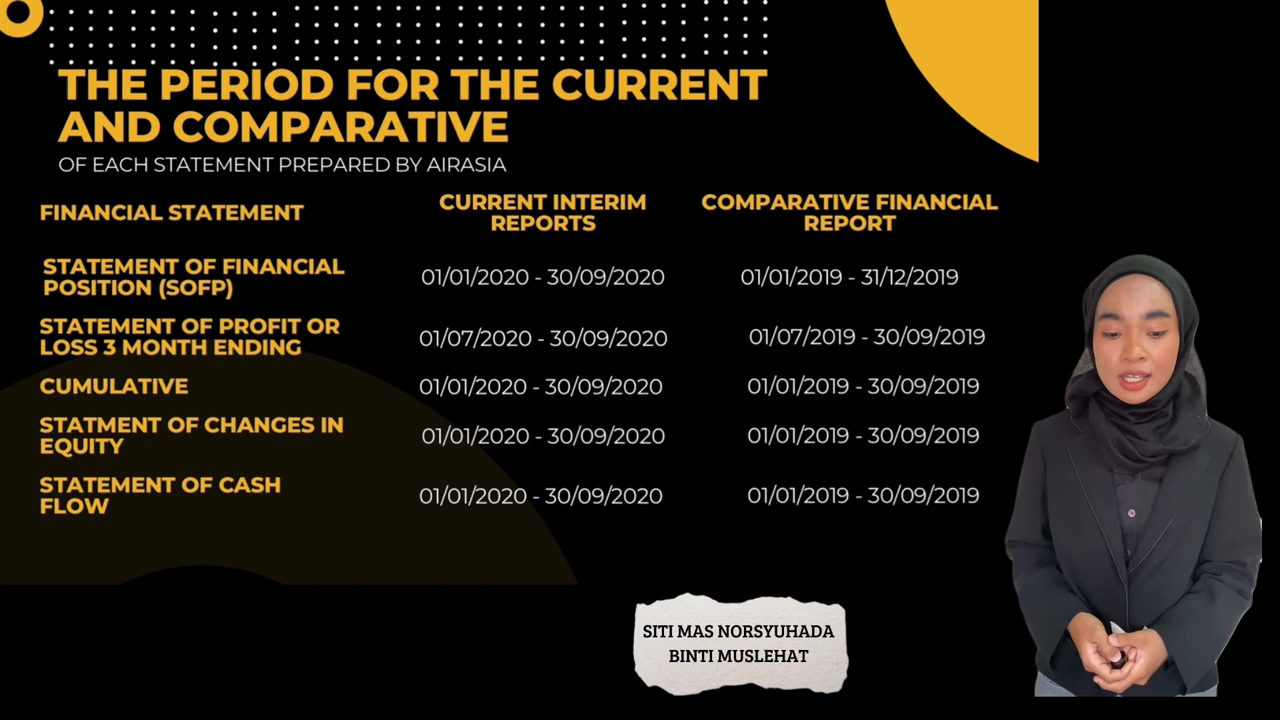 THE PERIOD FOR THE CURRENT
AND COMPARATIVE
OF EACH STATEMENT PREPARED BY AIRASIA
FINANCIAL STATEMENT
CURRENT INTERIM
REPORTS
COMPARATIVE FINANCIAL
REPORT
STATEMENT OF FINANCIAL
POSITION (SOFP)
01/01/2020 - 30/09/2020
01/01/2019 - 31/12/2019
STATEMENT OF PROFIT OR
LOSS 3 MONTH ENDING
01/07/2020 - 30/09/2020
01/07/2019 - 30/09/2019
CUMULATIVE
01/01/2020 - 30/09/2020
01/01/2019 - 30/09/2019
STATMENT OF CHANGES IN
EQUITY
01/01/2020 - 30/09/2020
01/01/2019 - 30/09/2019
STATEMENT OF CASH
FLOW
01/01/2020 - 30/09/2020
01/01/2019 - 30/09/2019
SITI MAS NORSYUHADA
BINTI MUSLEHAT